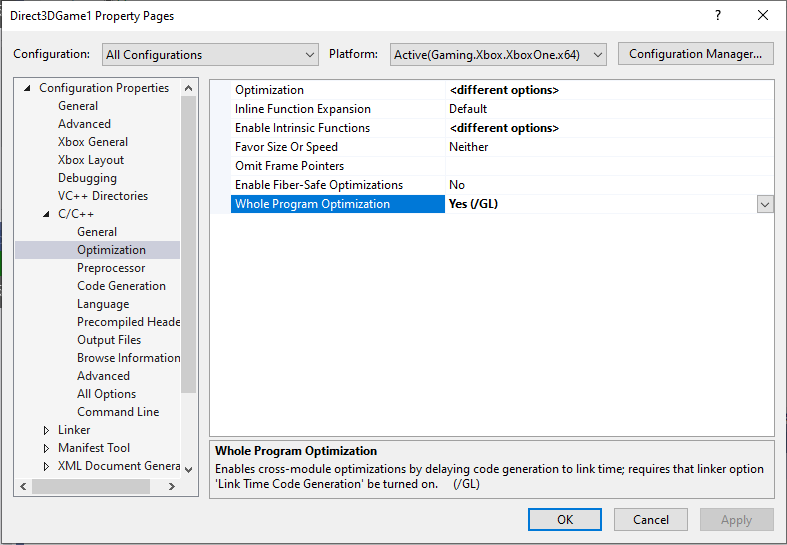 Direct3DGame1 Property Pages ?
Configuration: All Configurations Platform: Active(Gaming.Xbox.XboxOne.x64) Configuration Manager...
Configuration Properties
General
Advanced
Xbox General
Xbox Layout
Debugging
VC++ Directories
C/C++
General
Optimization
Preprocessor
Code Generation
Language
Precompiled Heade
Output Files
Browse Information
Advanced
All Options
Command Line
Linker
Manifest Tool
XML Document Genera
Optimization <different options>
Inline Function Expansion Default
Enable Intrinsic Functions <different options>
Favor Size Or Speed Neither
Omit Frame Pointers
Enable Fiber-Safe Optimizations No
Whole Program Optimization Yes (/GL)
Whole Program Optimization
Enables cross-module optimizations by delaying code generation to link time; requires that linker option
'Link Time Code Generation' be turned on. (/GL)
OK Cancel Apply